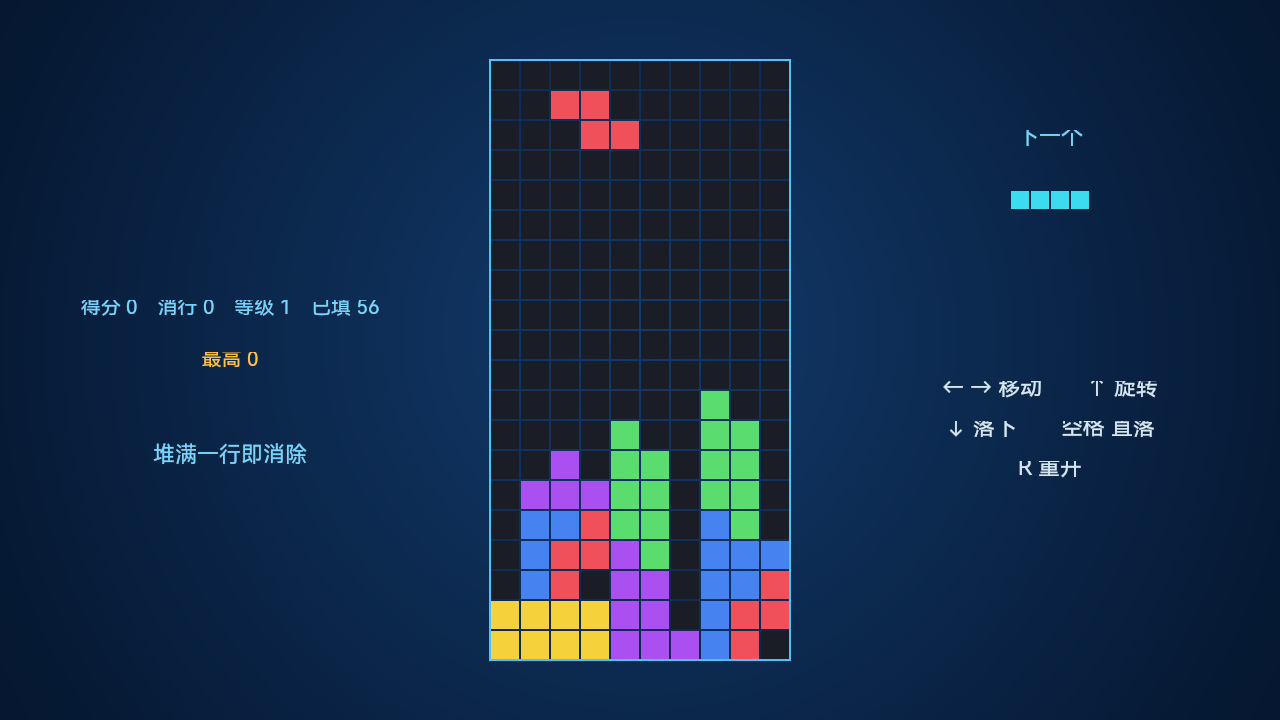 得分 0 消行 0 等级 1 已填 56
最高 0
堆满一行即消除
下一个
← → 移动 ↑ 旋转
↓ 落下 空格 直落
R 重开